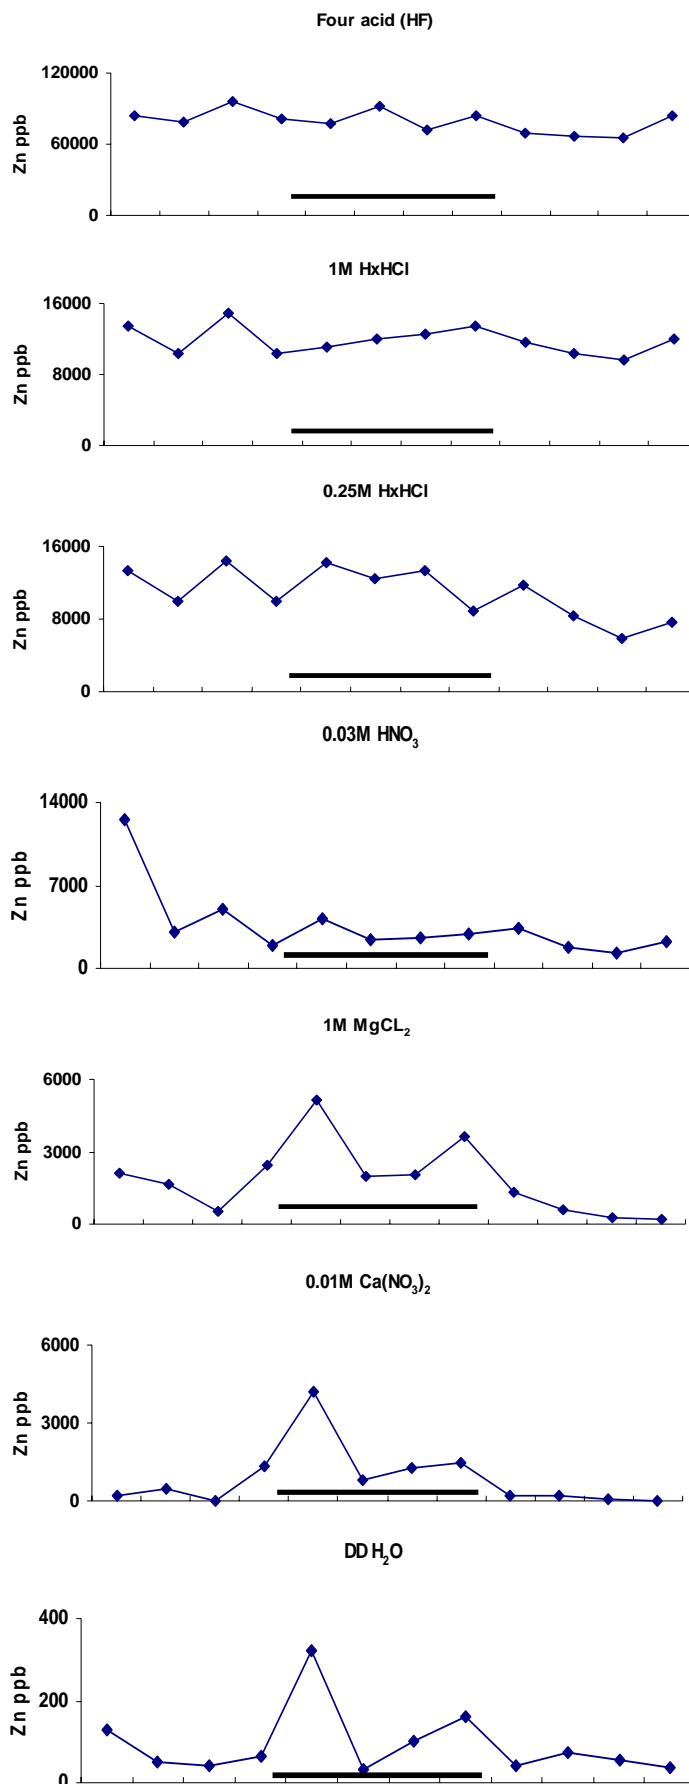 Four acid (HF)
120000
60000
0
Zn ppb
1M HxHCl
16000
8000
0
Zn ppb
0.25M HxHCl
16000
8000
0
Zn ppb
0.03M HNO₃
14000
7000
0
Zn ppb
1M MgCL₂
6000
3000
0
Zn ppb
0.01M Ca(NO₃)₂
6000
3000
0
Zn ppb
DD H₂O
400
200
0
Zn ppb